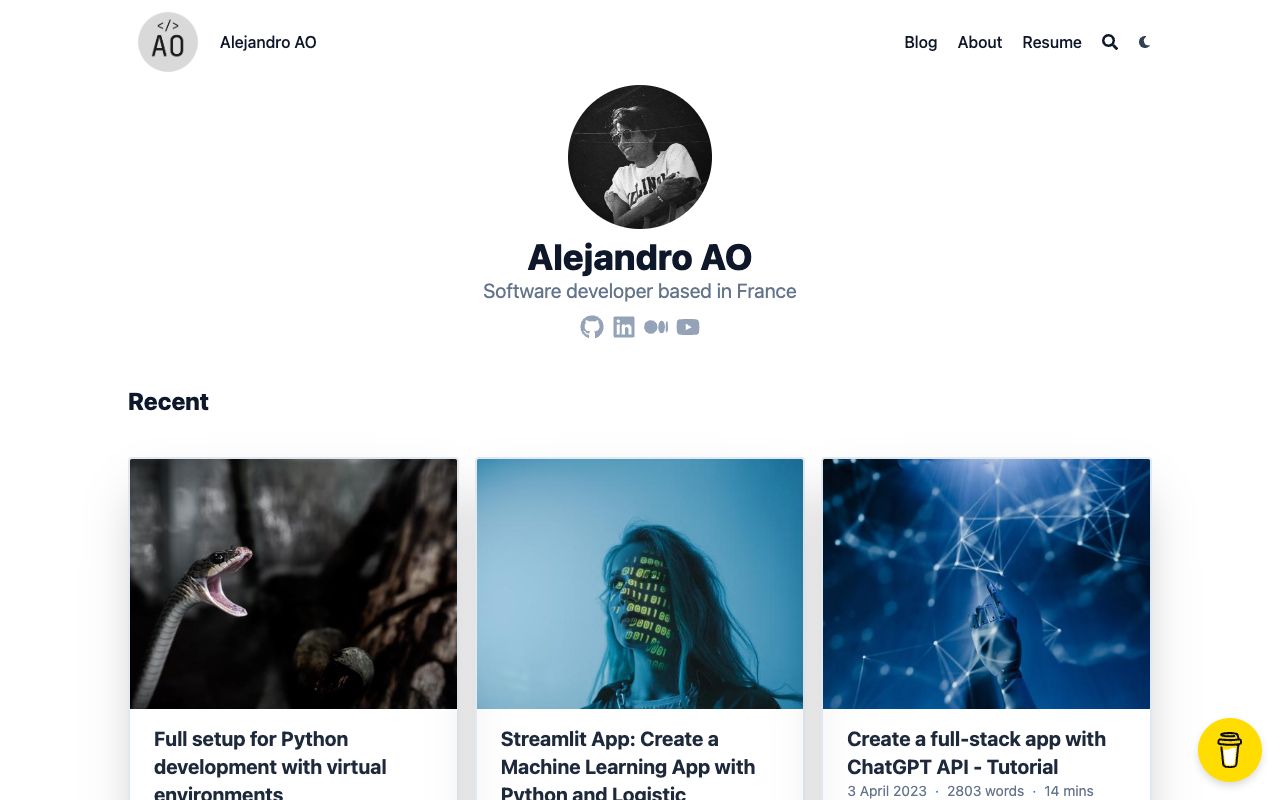 </>
AO
Alejandro AO
Blog
About
Resume
Alejandro AO
Software developer based in France
Recent
Full setup for Python
development with virtual
environments
Streamlit App: Create a
Machine Learning App with
Python and Logistic
Create a full-stack app with
ChatGPT API - Tutorial
3 April 2023 · 2803 words · 14 mins